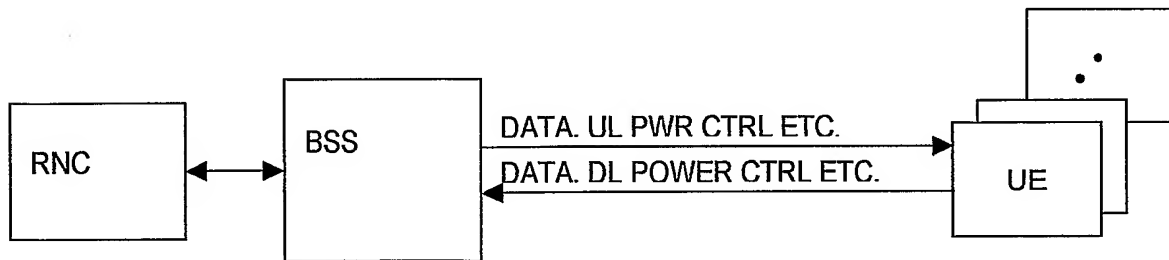 RNC
BSS
DATA. UL PWR CTRL ETC.
DATA. DL POWER CTRL ETC.
UE